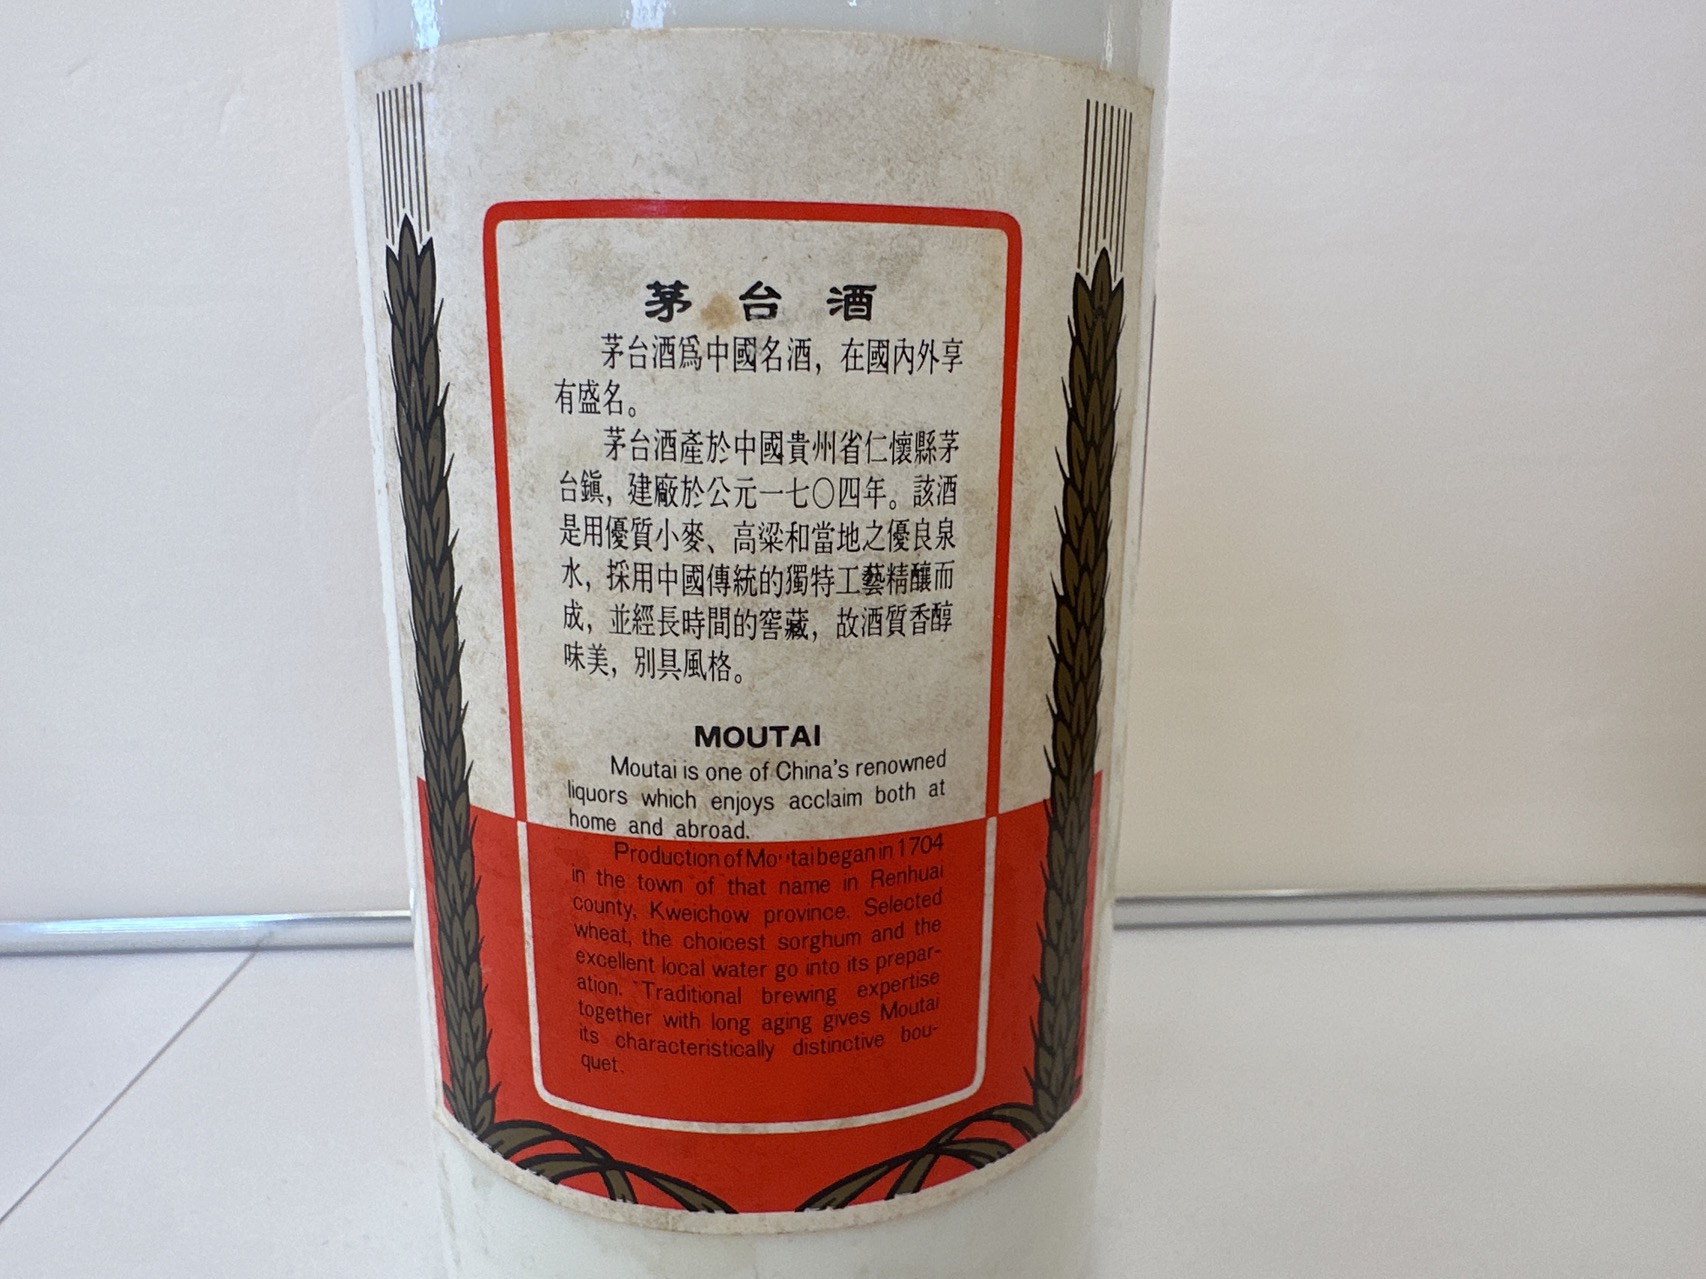 茅台酒
茅台酒爲中國名酒，在國內外享
有盛名。
茅台酒產於中國貴州省仁懷縣茅
台鎭，建廠於公元一七〇四年。該酒
是用優質小麥、高粱和當地之優良泉
水，採用中國傳統的獨特工藝精釀而
成，並經長時間的窖藏，故酒質香醇
味美，別具風格。
MOUTAI
Moutai is one of China's renowned
liquors which enjoys acclaim both at
home and abroad.
Production of Moutai began in 1704
in the town of that name in Renhuai
county, Kweichow province. Selected
wheat, the choicest sorghum and the
excellent local water go into its prepar-
ation. Traditional brewing expertise
together with long aging gives Moutai
its characteristically distinctive bou-
quet.